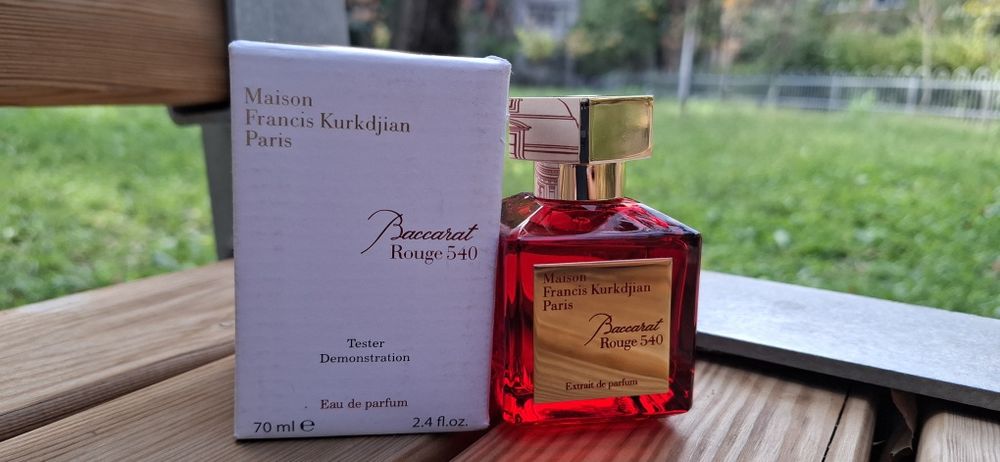 Maison
Francis Kurkdjian
Paris
Baccarat
Rouge 540
Tester
Demonstration
Eau de parfum
70 ml ℮
2.4 fl.oz.
Maison
Francis Kurkdjian
Paris
Baccarat
Rouge 540
Extrait de parfum